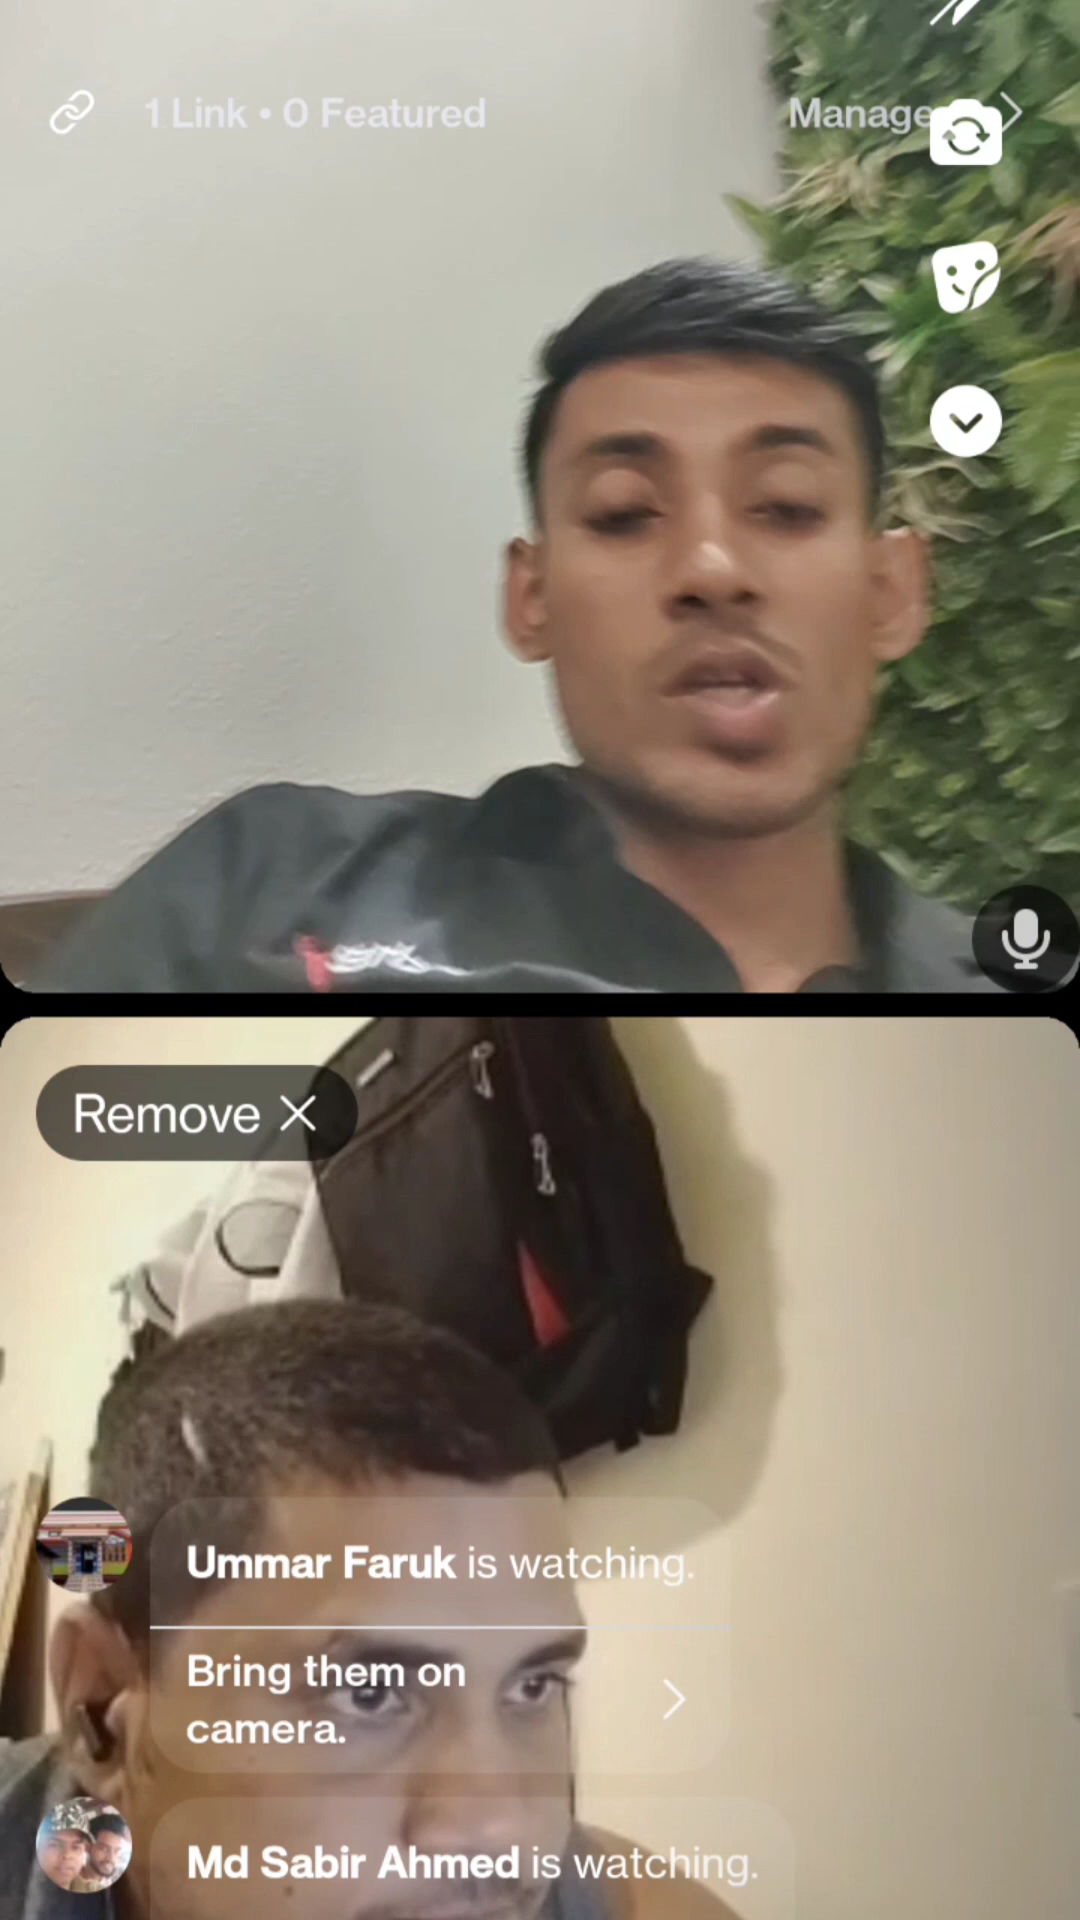 1 Link • 0 Featured
Manage
Remove
Ummar Faruk is watching.
Bring them on
camera.
Md Sabir Ahmed is watching.